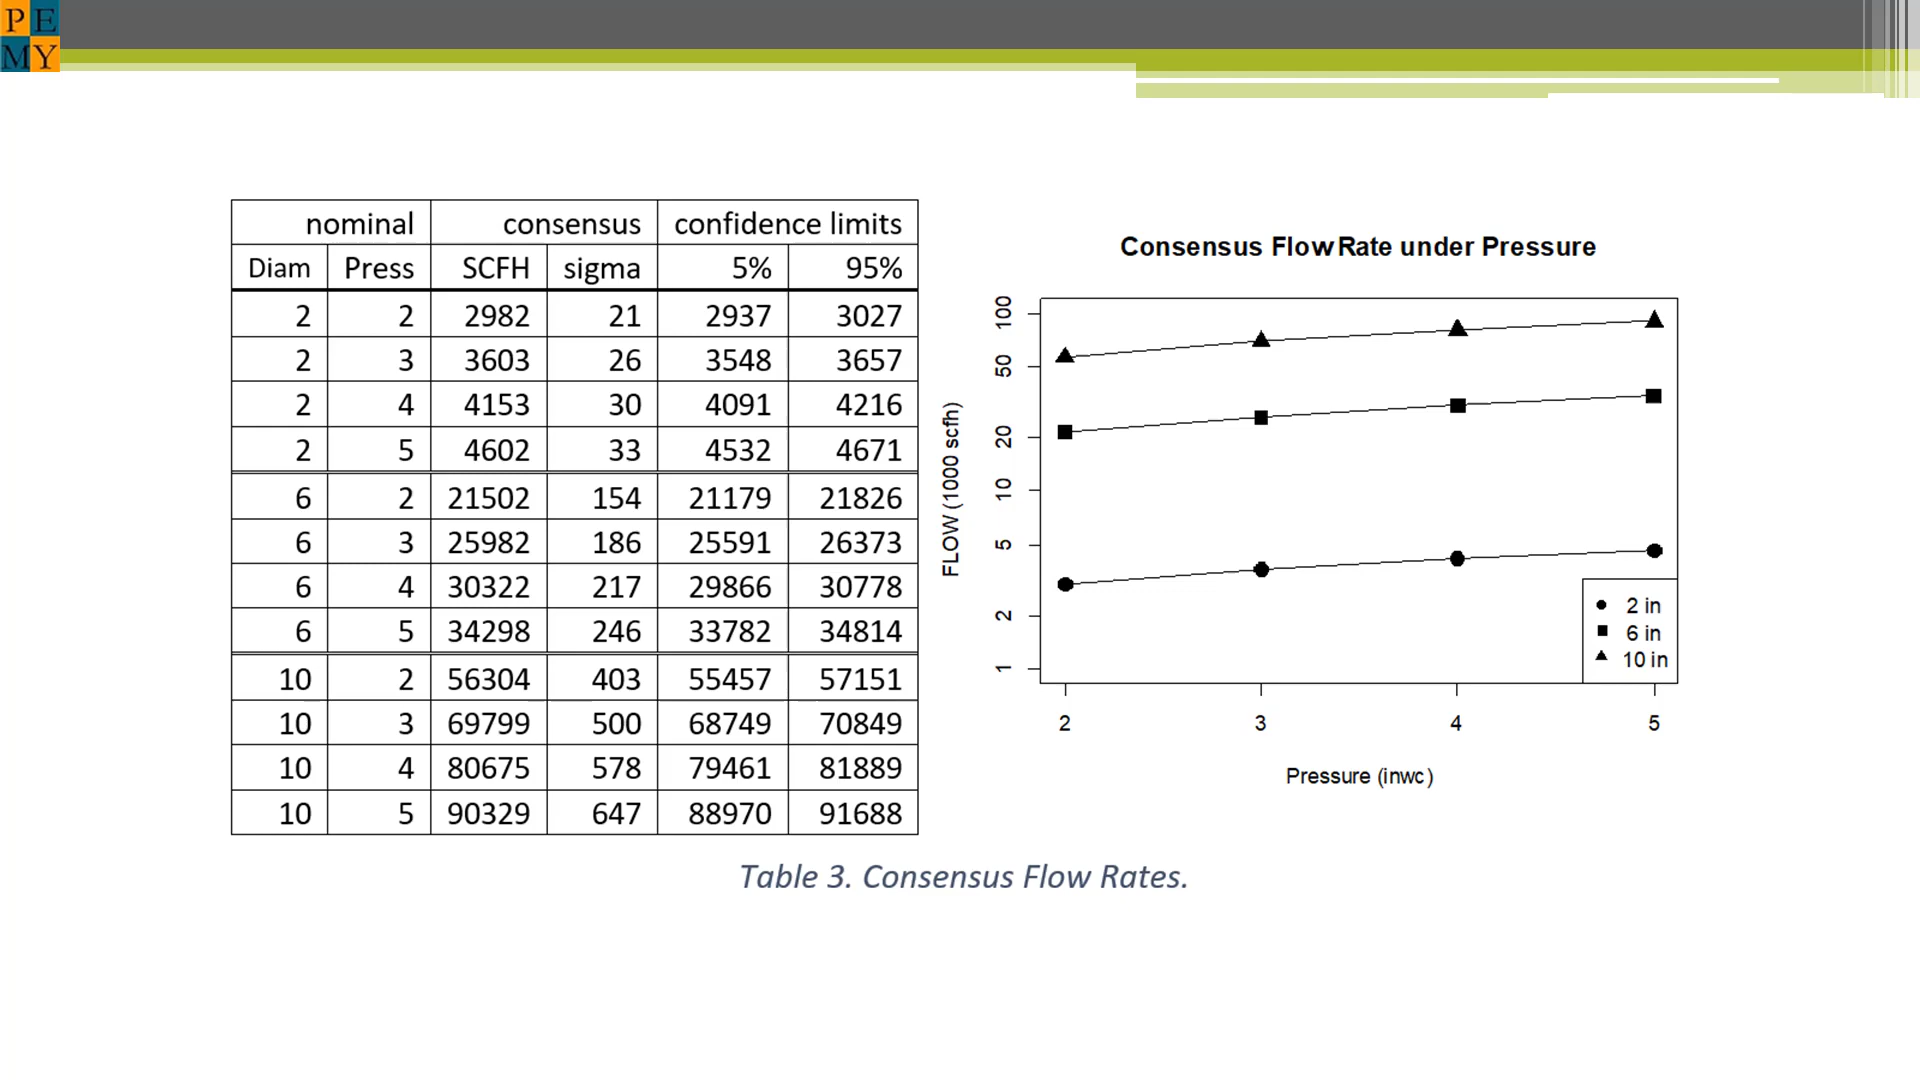 P E
M Y
nominal consensus confidence limits
Diam Press SCFH sigma 5% 95%
2 2 2982 21 2937 3027
2 3 3603 26 3548 3657
2 4 4153 30 4091 4216
2 5 4602 33 4532 4671
6 2 21502 154 21179 21826
6 3 25982 186 25591 26373
6 4 30322 217 29866 30778
6 5 34298 246 33782 34814
10 2 56304 403 55457 57151
10 3 69799 500 68749 70849
10 4 80675 578 79461 81889
10 5 90329 647 88970 91688
Consensus Flow Rate under Pressure
FLOW (1000 scfh)
100
50
20
10
5
2
1
2 in
6 in
10 in
2 3 4 5
Pressure (inwc)
Table 3. Consensus Flow Rates.